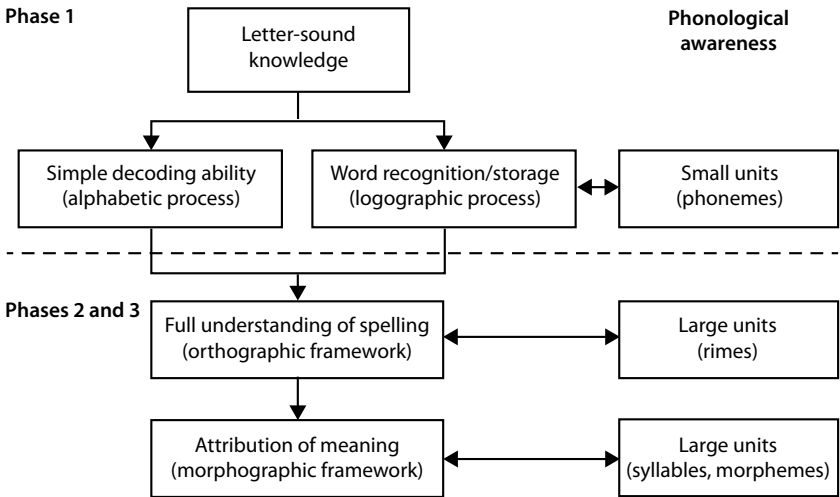 Phase 1
Letter-sound
knowledge
Phonological
awareness
Simple decoding ability
(alphabetic process)
Word recognition/storage
(logographic process)
Small units
(phonemes)
Phases 2 and 3
Full understanding of spelling
(orthographic framework)
Large units
(rimes)
Attribution of meaning
(morphographic framework)
Large units
(syllables, morphemes)